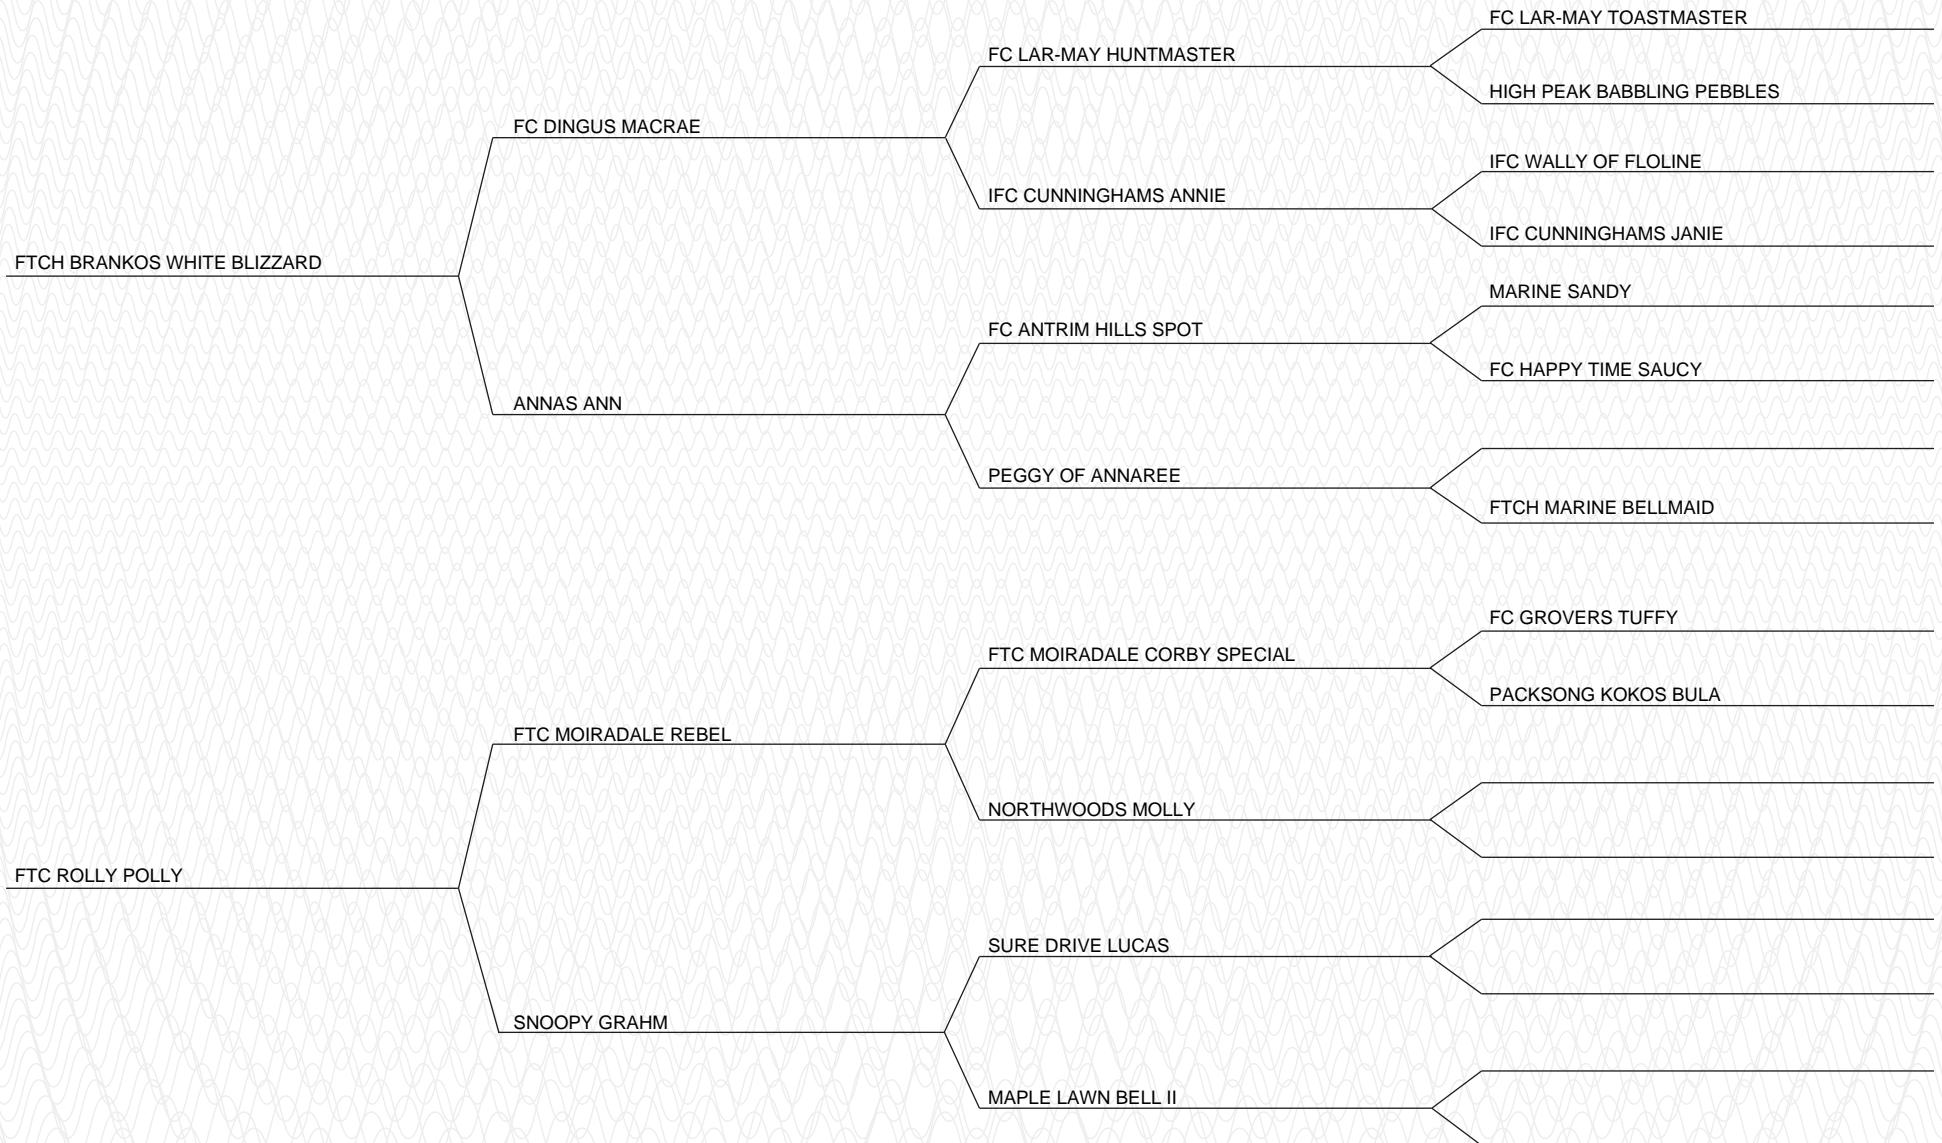 FC LAR-MAY TOASTMASTER
FC LAR-MAY HUNTMASTER
HIGH PEAK BABBLING PEBBLES
FC DINGUS MACRAE
IFC WALLY OF FLOLINE
IFC CUNNINGHAMS ANNIE
IFC CUNNINGHAMS JANIE
FTCH BRANKOS WHITE BLIZZARD
MARINE SANDY
FC ANTRIM HILLS SPOT
FC HAPPY TIME SAUCY
ANNAS ANN
PEGGY OF ANNAREE
FTCH MARINE BELLMAID
FC GROVERS TUFFY
FTC MOIRADALE CORBY SPECIAL
PACKSONG KOKOS BULA
FTC MOIRADALE REBEL
NORTHWOODS MOLLY
FTC ROLLY POLLY
SURE DRIVE LUCAS
SNOOPY GRAHM
MAPLE LAWN BELL II